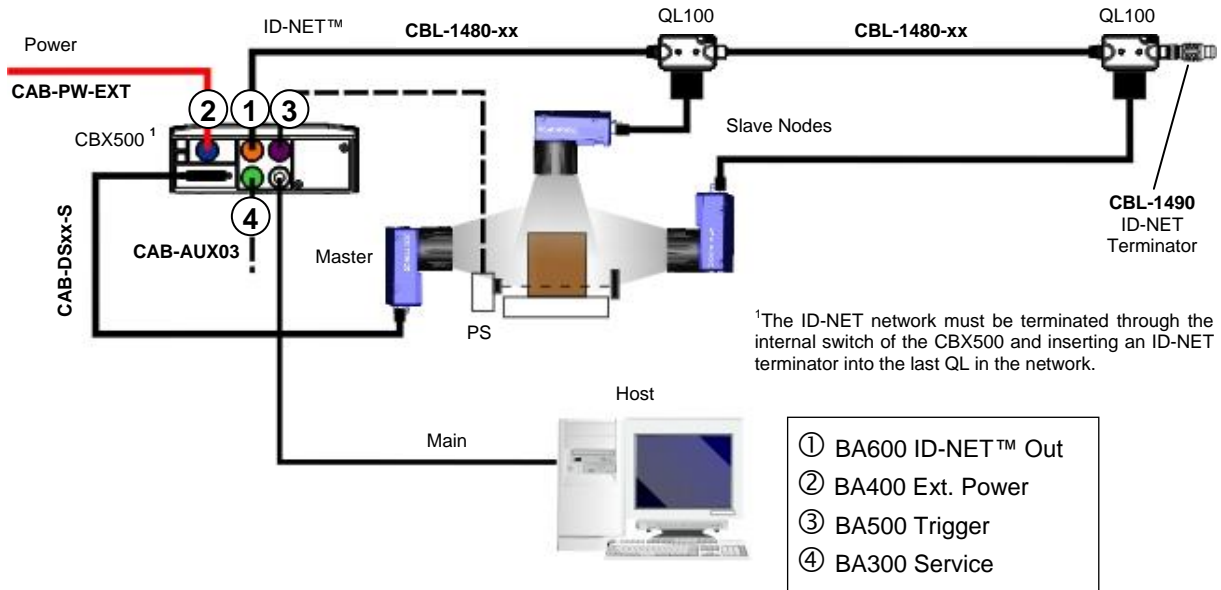 QL100
QL100
ID-NET™
CBL-1480-xx
CBL-1480-xx
Power
CAB-PW-EXT
2
1
3
CBX500 1
Slave Nodes
4
CBL-1490
ID-NET
Terminator
CAB-DSxx-S
CAB-AUX03
Master
PS
1The ID-NET network must be terminated through the
internal switch of the CBX500 and inserting an ID-NET
terminator into the last QL in the network.
Host
Main
① BA600 ID-NET™ Out
② BA400 Ext. Power
③ BA500 Trigger
④ BA300 Service